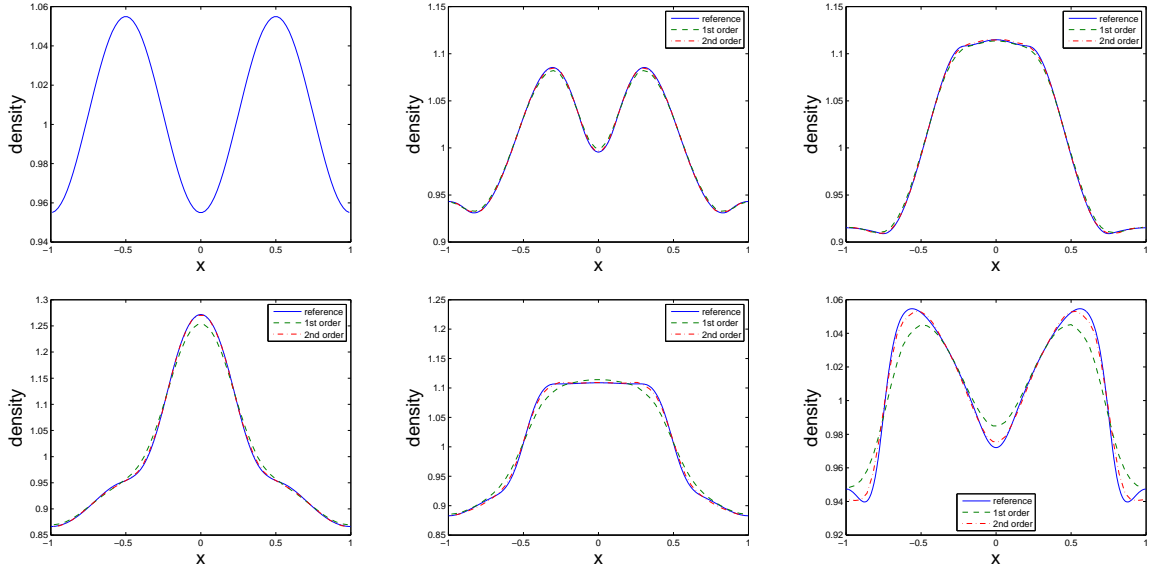 1.06
1.04
1.02
1
0.98
0.96
0.94
−1
−0.5
0
0.5
1
density
x
1.15
1.1
1.05
1
0.95
0.9
−1
−0.5
0
0.5
1
density
x
reference
1st order
2nd order
1.15
1.1
1.05
1
0.95
0.9
−1
−0.5
0
0.5
1
density
x
reference
1st order
2nd order
1.3
1.25
1.2
1.15
1.1
1.05
1
0.95
0.9
0.85
−1
−0.5
0
0.5
1
density
x
reference
1st order
2nd order
1.25
1.2
1.15
1.1
1.05
1
0.95
0.9
0.85
−1
−0.5
0
0.5
1
density
x
reference
1st order
2nd order
1.06
1.04
1.02
1
0.98
0.96
0.94
0.92
−1
−0.5
0
0.5
1
density
x
reference
1st order
2nd order